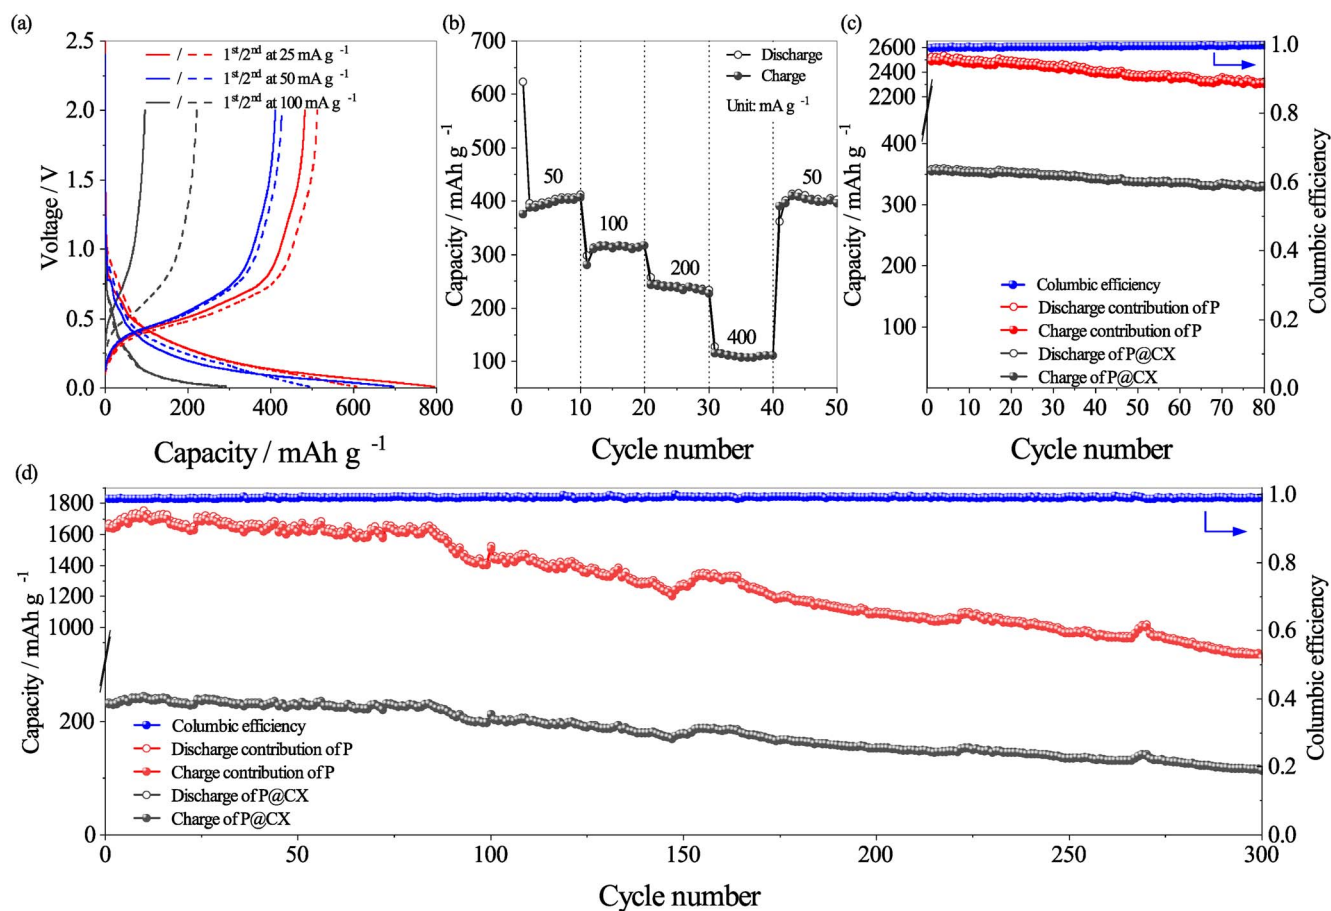 (a)
2.5
2.0
1.5
1.0
0.5
0.0
Voltage / V
1st/2nd at 25 mA g -1
1st/2nd at 50 mA g -1
1st/2nd at 100 mA g -1
0 200 400 600 800
Capacity / mAh g -1
(b)
700
650
600
550
500
450
400
350
300
250
200
150
100
Capacity / mAh g -1
Discharge
Charge
Unit: mA g -1
50
100
200
400
50
0 10 20 30 40 50
Cycle number
(c)
2600
2400
2200
400
300
200
100
Capacity / mAh g -1
1.0
0.8
0.6
0.4
0.2
0.0
Columbic efficiency
Columbic efficiency
Discharge contribution of P
Charge contribution of P
Discharge of P@CX
Charge of P@CX
0 10 20 30 40 50 60 70 80
Cycle number
(d)
1800
1600
1400
1200
1000
200
0
Capacity / mAh g -1
1.0
0.8
0.6
0.4
0.2
0.0
Columbic efficiency
Columbic efficiency
Discharge contribution of P
Charge contribution of P
Discharge of P@CX
Charge of P@CX
0 50 100 150 200 250 300
Cycle number